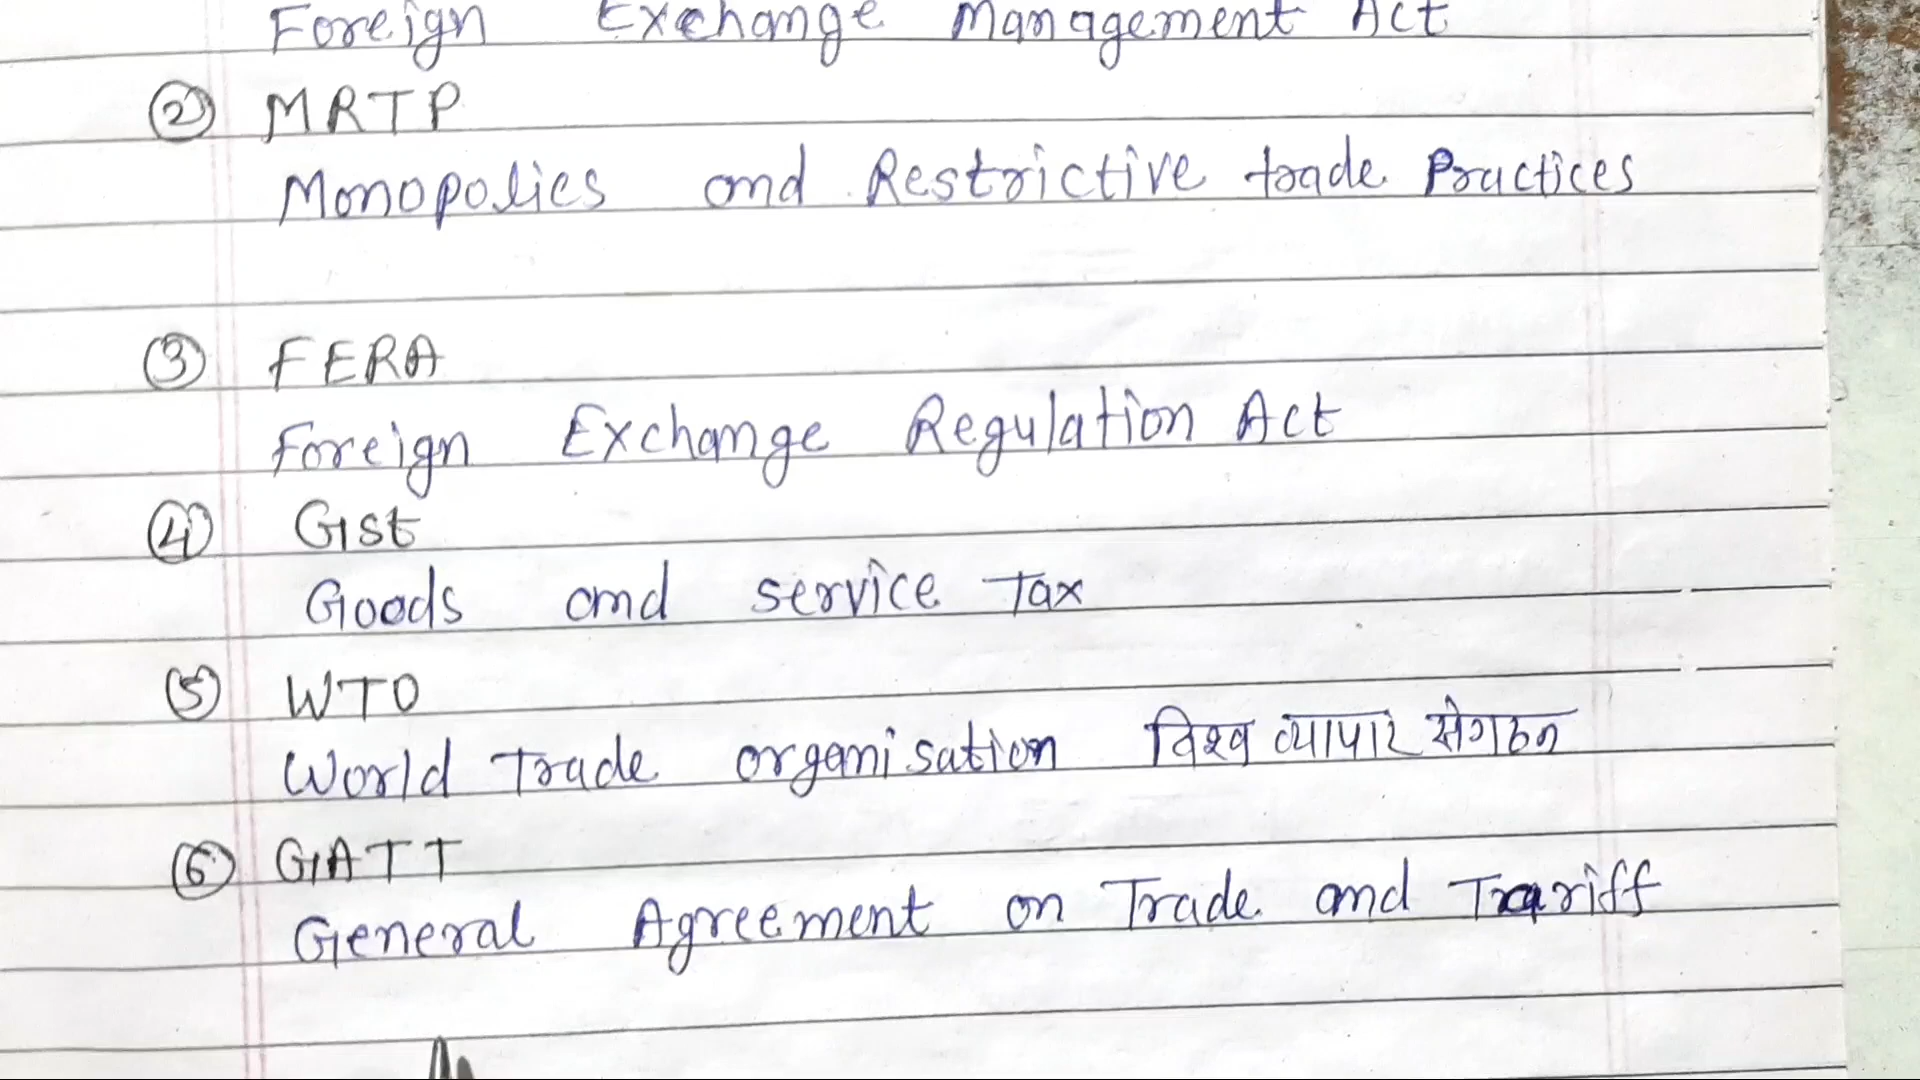 Foreign Exchange Management Act
② MRTP
Monopolies and Restrictive trade Practices
③ FERA
Foreign Exchange Regulation Act
④ Gst
Goods and service Tax
⑤ WTO
World Trade organisation विश्व व्यापार संगठन
⑥ GATT
General Agreement on Trade and Tariff